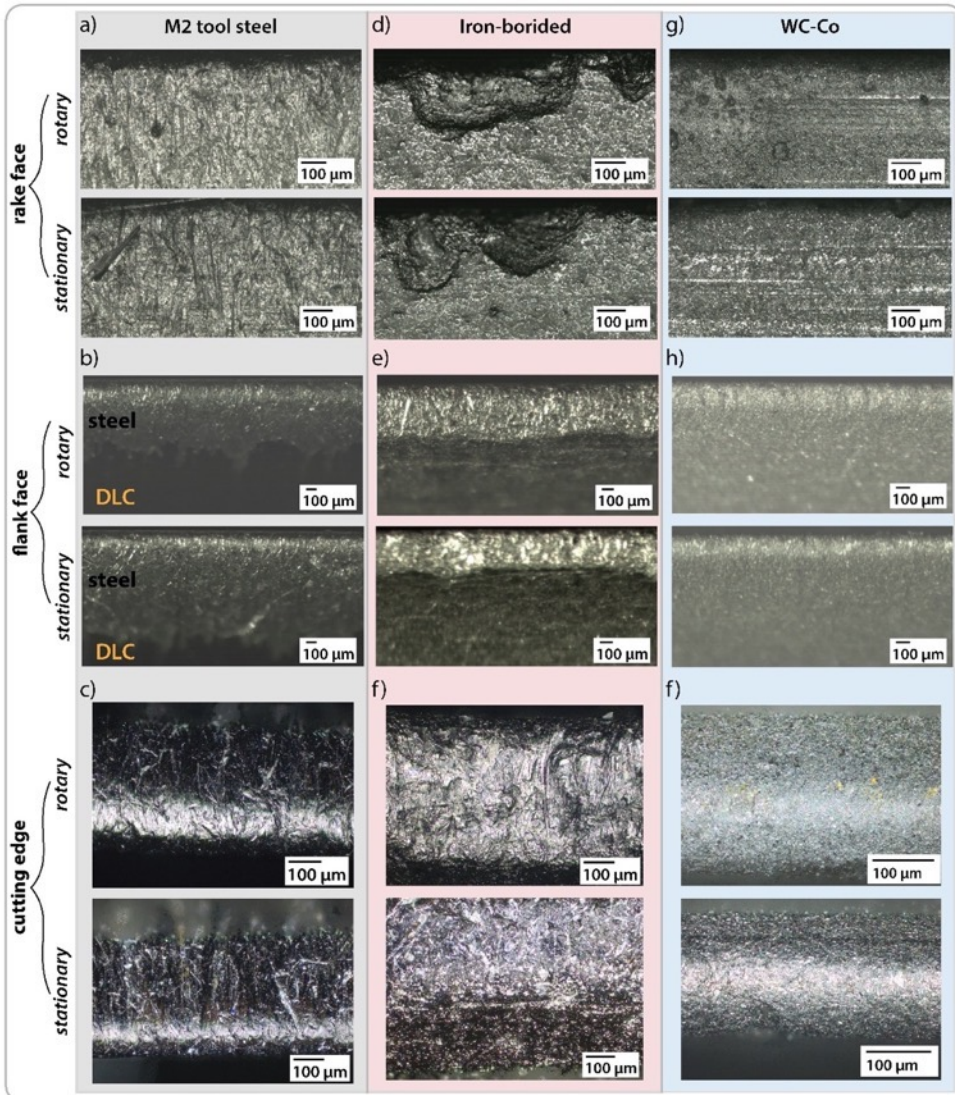 M2 tool steel
Iron-borided
WC-Co
a)
d)
g)
rake face
rotary
100 µm
100 µm
100 µm
stationary
100 µm
100 µm
100 µm
b)
e)
h)
flank face
rotary
steel
DLC
100 µm
100 µm
100 µm
stationary
steel
DLC
100 µm
100 µm
100 µm
c)
f)
f)
cutting edge
rotary
100 µm
100 µm
100 µm
stationary
100 µm
100 µm
100 µm